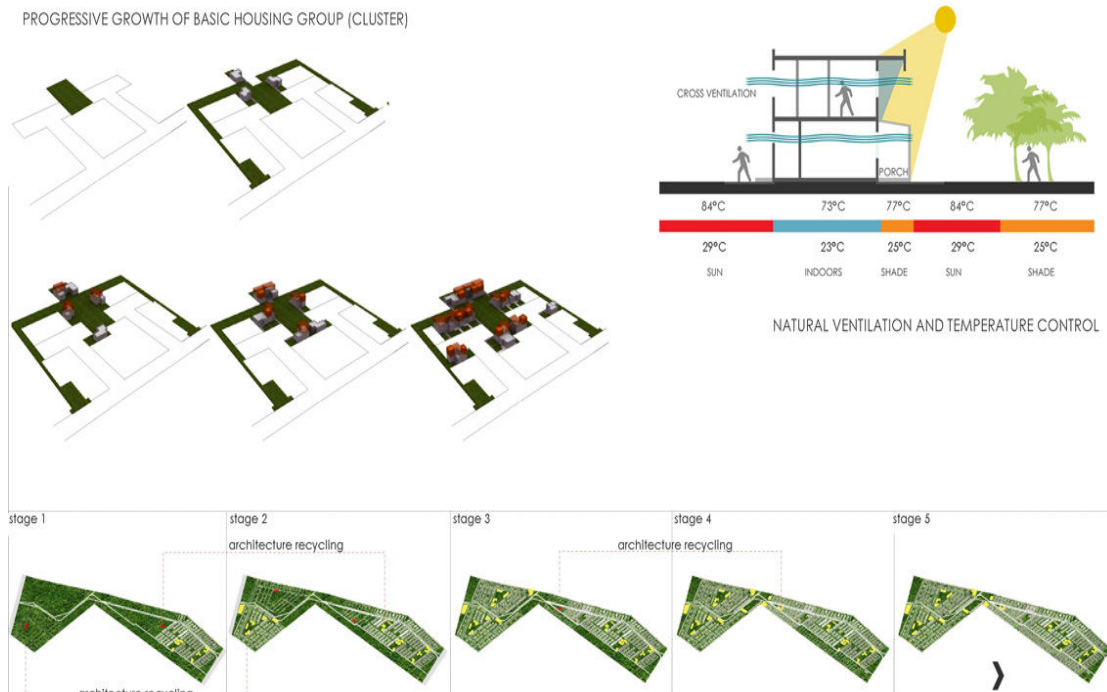 PROGRESSIVE GROWTH OF BASIC HOUSING GROUP (CLUSTER)
CROSS VENTILATION
PORCH
84°C 73°C 77°C 84°C 77°C
29°C 23°C 25°C 29°C 25°C
SUN INDOORS SHADE SUN SHADE
NATURAL VENTILATION AND TEMPERATURE CONTROL
stage 1 stage 2 stage 3 stage 4 stage 5
architecture recycling architecture recycling
architecture recycling